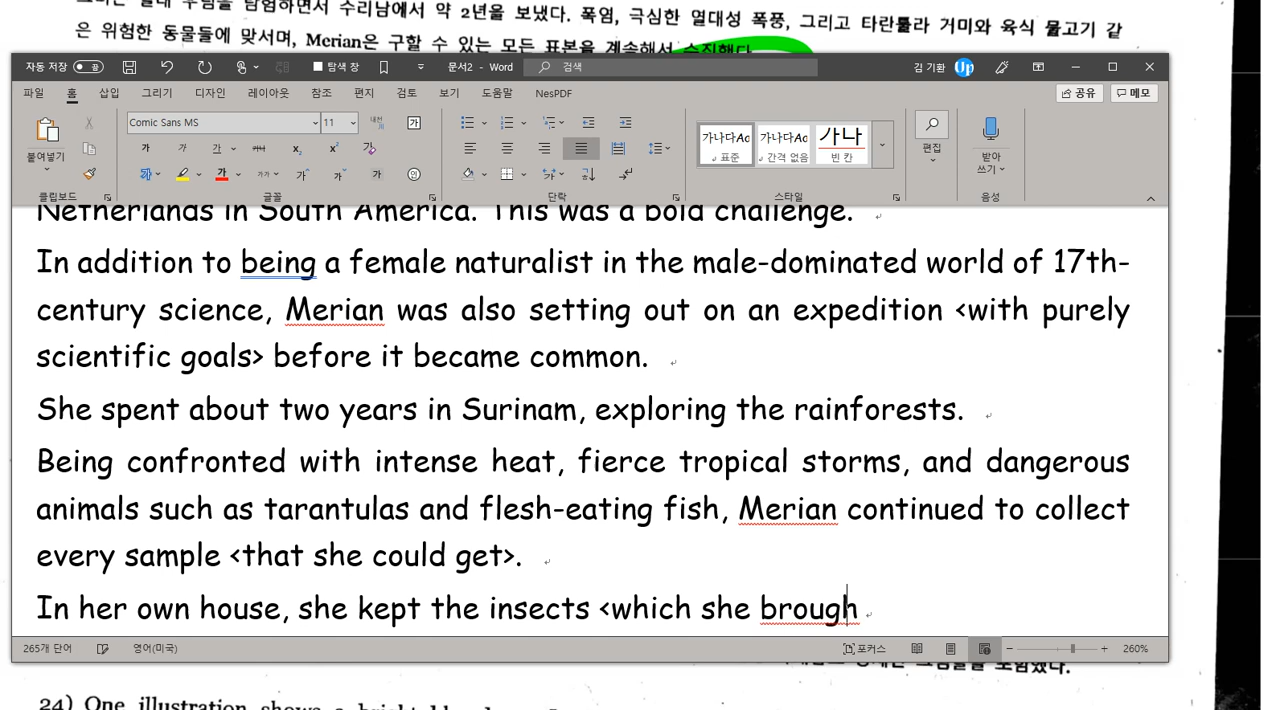 은 위험한 동물들에 맞서며, Merian은 구할 수 있는 모든 표본을 계속해서 수집했다.
자동 저장 끔 탐색 창 문서2 - Word 검색 김 기환
파일 홈 삽입 그리기 디자인 레이아웃 참조 편지 검토 보기 도움말 NesPDF 공유 메모
붙여넣기 Comic Sans MS 11 가나다Ac 가나다Ac 가나 편집 받아쓰기
표준 간격 없음 빈 칸
클립보드 글꼴 단락 스타일 음성
Netherlands in South America. This was a bold challenge.
In addition to being a female naturalist in the male-dominated world of 17th-
century science, Merian was also setting out on an expedition <with purely
scientific goals> before it became common.
She spent about two years in Surinam, exploring the rainforests.
Being confronted with intense heat, fierce tropical storms, and dangerous
animals such as tarantulas and flesh-eating fish, Merian continued to collect
every sample <that she could get>.
In her own house, she kept the insects <which she brough
265개 단어 영어(미국) 포커스 260%
24) One illustration shows a bright